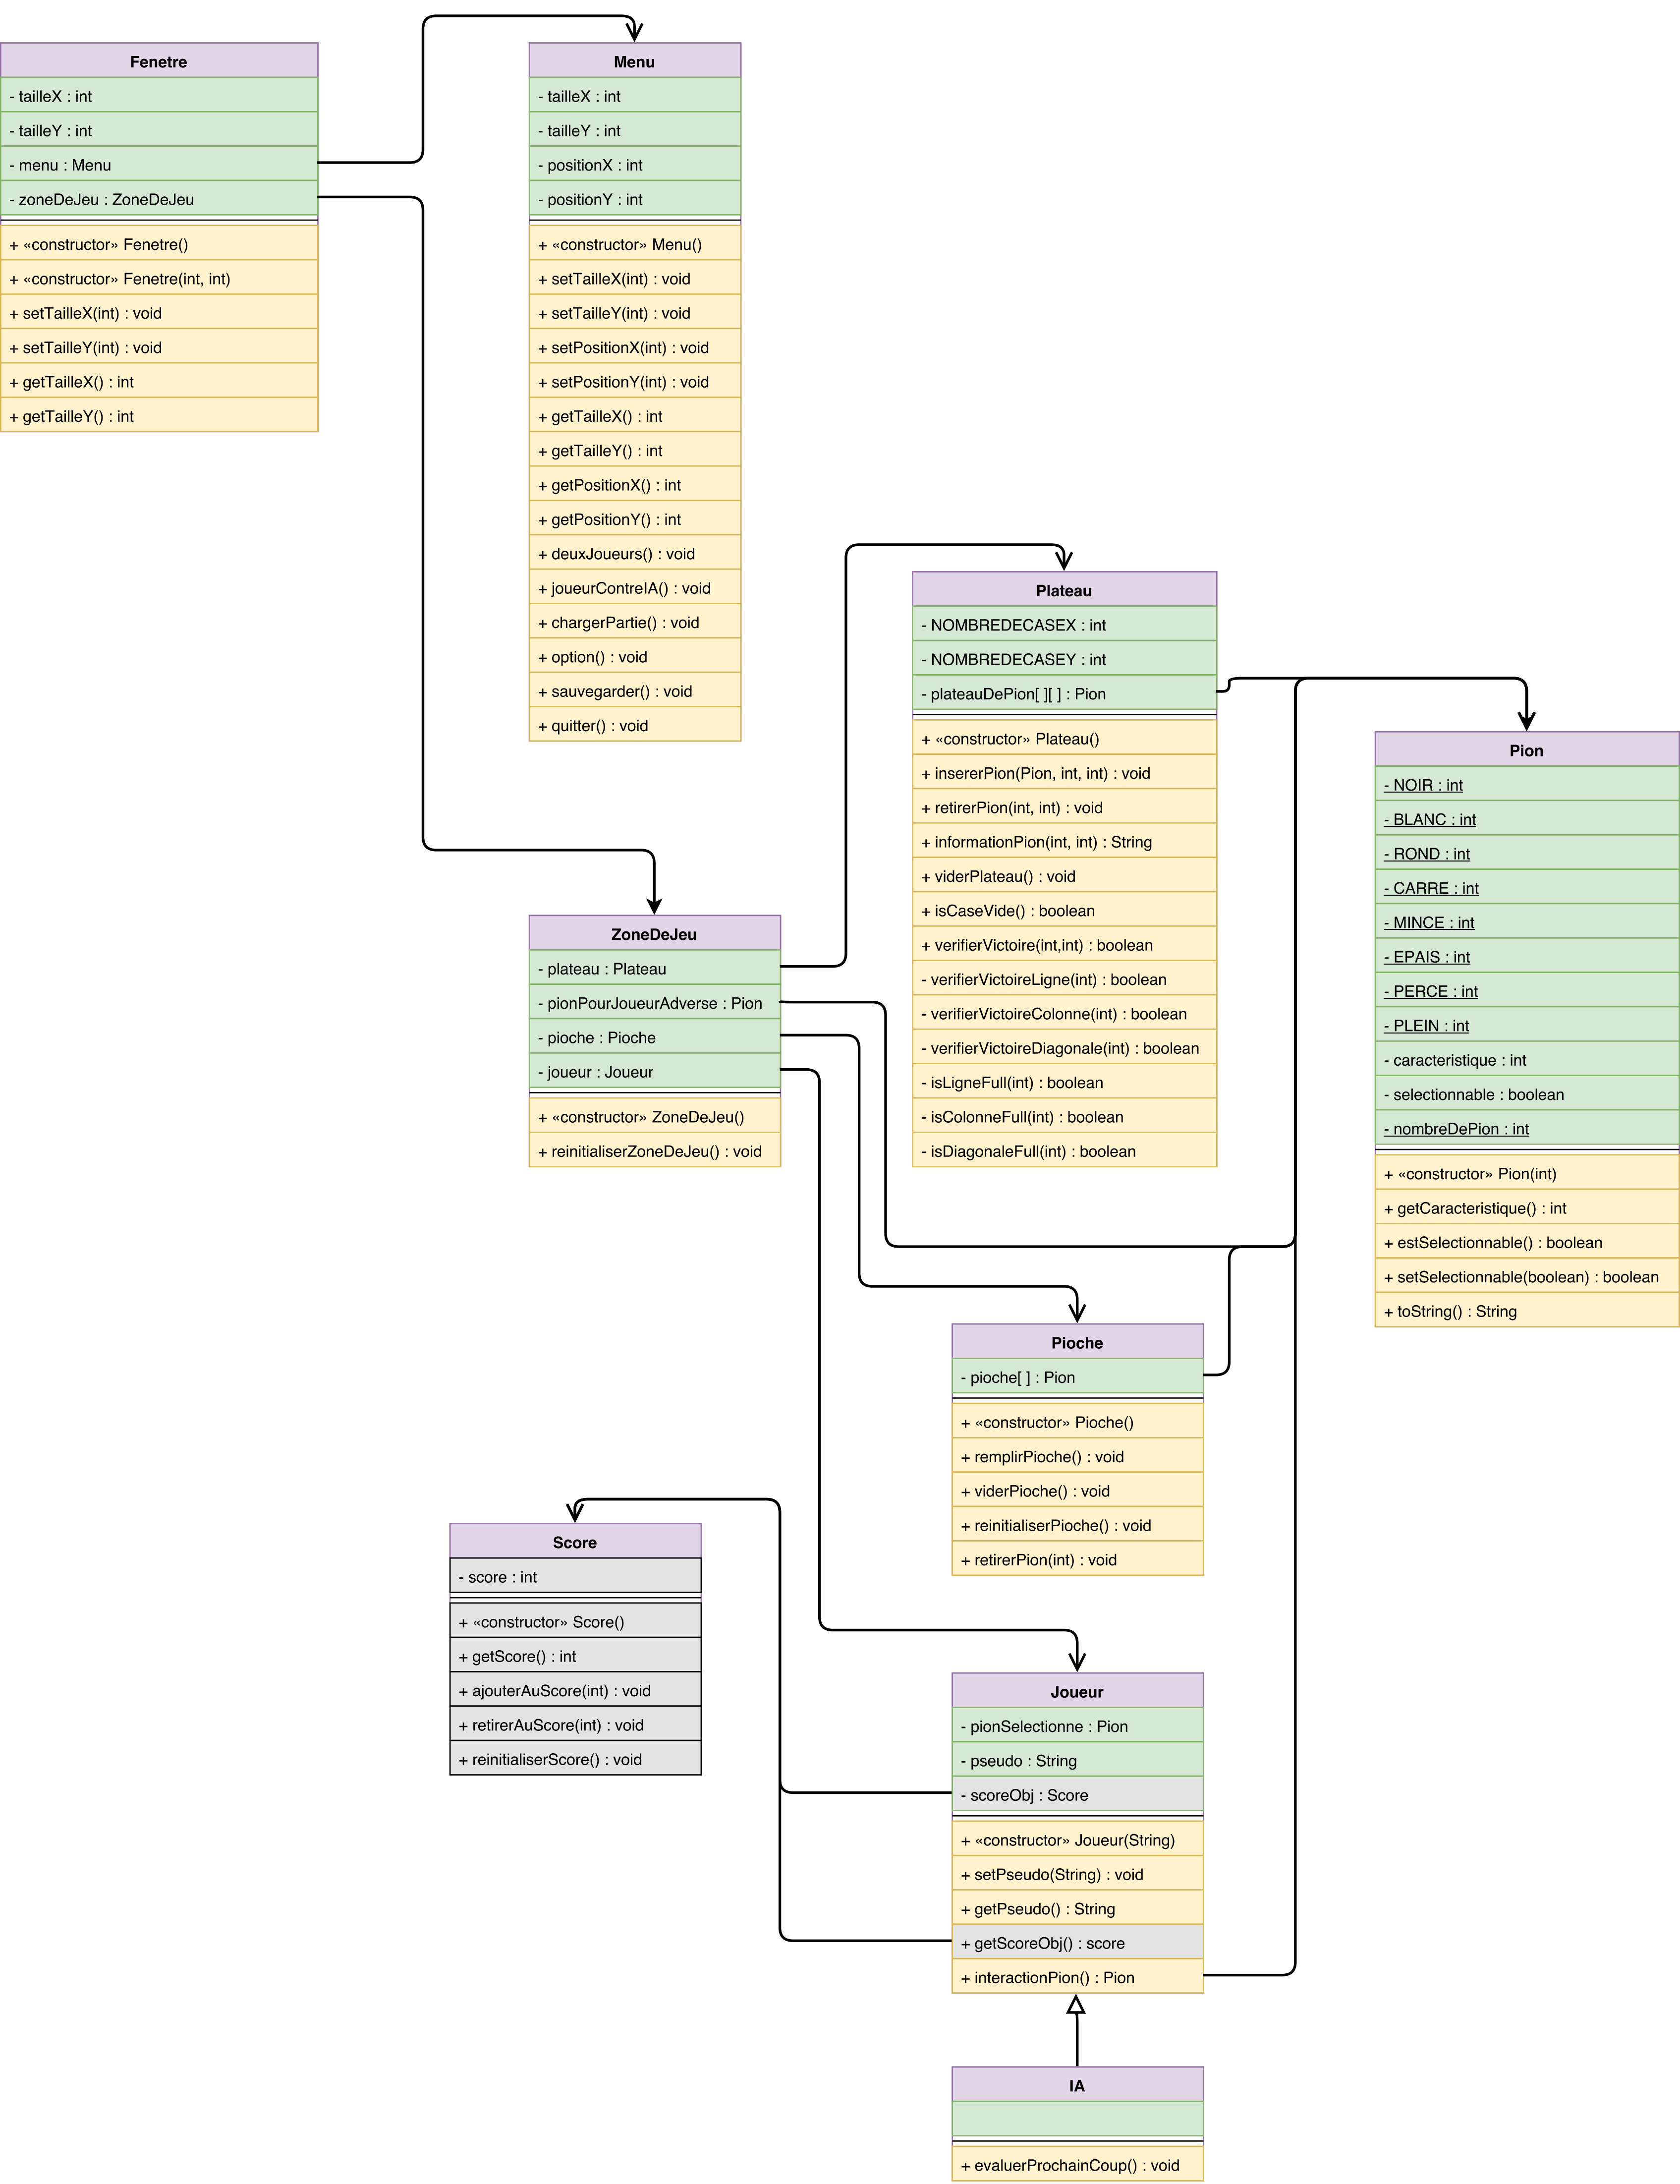 Fenetre
- tailleX : int
- tailleY : int
- menu : Menu
- zoneDeJeu : ZoneDeJeu
+ «constructor» Fenetre()
+ «constructor» Fenetre(int, int)
+ setTailleX(int) : void
+ setTailleY(int) : void
+ getTailleX() : int
+ getTailleY() : int
Menu
- tailleX : int
- tailleY : int
- positionX : int
- positionY : int
+ «constructor» Menu()
+ setTailleX(int) : void
+ setTailleY(int) : void
+ setPositionX(int) : void
+ setPositionY(int) : void
+ getTailleX() : int
+ getTailleY() : int
+ getPositionX() : int
+ getPositionY() : int
+ deuxJoueurs() : void
+ joueurContreIA() : void
+ chargerPartie() : void
+ option() : void
+ sauvegarder() : void
+ quitter() : void
Plateau
- NOMBREDECASEX : int
- NOMBREDECASEY : int
- plateauDePion[ ][ ] : Pion
+ «constructor» Plateau()
+ insererPion(Pion, int, int) : void
+ retirerPion(int, int) : void
+ informationPion(int, int) : String
+ viderPlateau() : void
+ isCaseVide() : boolean
+ verifierVictoire(int,int) : boolean
- verifierVictoireLigne(int) : boolean
- verifierVictoireColonne(int) : boolean
- verifierVictoireDiagonale(int) : boolean
- isLigneFull(int) : boolean
- isColonneFull(int) : boolean
- isDiagonaleFull(int) : boolean
Pion
- NOIR : int
- BLANC : int
- ROND : int
- CARRE : int
- MINCE : int
- EPAIS : int
- PERCE : int
- PLEIN : int
- caracteristique : int
- selectionnable : boolean
- nombreDePion : int
+ «constructor» Pion(int)
+ getCaracteristique() : int
+ estSelectionnable() : boolean
+ setSelectionnable(boolean) : boolean
+ toString() : String
ZoneDeJeu
- plateau : Plateau
- pionPourJoueurAdverse : Pion
- pioche : Pioche
- joueur : Joueur
+ «constructor» ZoneDeJeu()
+ reinitialiserZoneDeJeu() : void
Pioche
- pioche[ ] : Pion
+ «constructor» Pioche()
+ remplirPioche() : void
+ viderPioche() : void
+ reinitialiserPioche() : void
+ retirerPion(int) : void
Score
- score : int
+ «constructor» Score()
+ getScore() : int
+ ajouterAuScore(int) : void
+ retirerAuScore(int) : void
+ reinitialiserScore() : void
Joueur
- pionSelectionne : Pion
- pseudo : String
- scoreObj : Score
+ «constructor» Joueur(String)
+ setPseudo(String) : void
+ getPseudo() : String
+ getScoreObj() : score
+ interactionPion() : Pion
IA
+ evaluerProchainCoup() : void